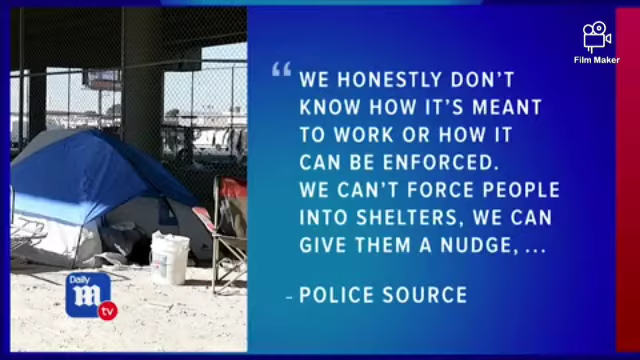 Film Maker
“
WE HONESTLY DON'T
KNOW HOW IT'S MEANT
TO WORK OR HOW IT
CAN BE ENFORCED.
WE CAN'T FORCE PEOPLE
INTO SHELTERS, WE CAN
GIVE THEM A NUDGE, ...
- POLICE SOURCE
Daily
m
tv